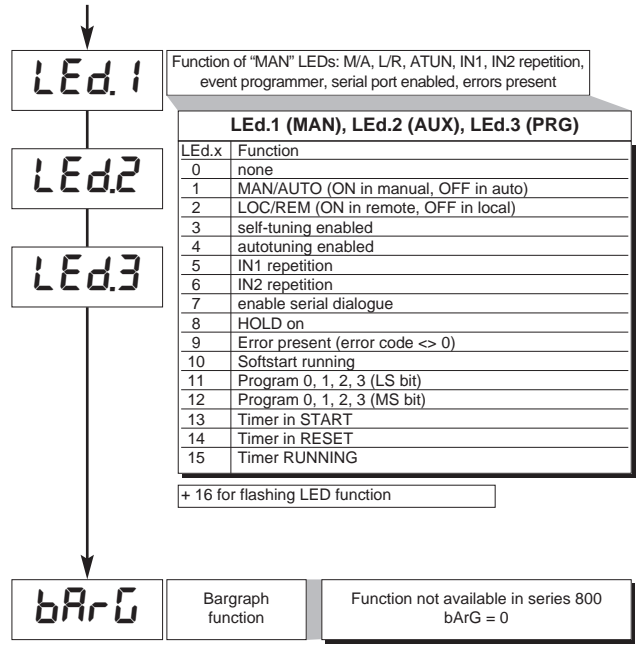 LEd.1
Function of “MAN” LEDs: M/A, L/R, ATUN, IN1, IN2 repetition,
event programmer, serial port enabled, errors present
LEd.1 (MAN), LEd.2 (AUX), LEd.3 (PRG)
LEd.x Function
0 none
1 MAN/AUTO (ON in manual, OFF in auto)
2 LOC/REM (ON in remote, OFF in local)
3 self-tuning enabled
4 autotuning enabled
5 IN1 repetition
6 IN2 repetition
7 enable serial dialogue
8 HOLD on
9 Error present (error code <> 0)
10 Softstart running
11 Program 0, 1, 2, 3 (LS bit)
12 Program 0, 1, 2, 3 (MS bit)
13 Timer in START
14 Timer in RESET
15 Timer RUNNING
+ 16 for flashing LED function
LEd.2
LEd.3
bArG
Bargraph
function
Function not available in series 800
bArG = 0